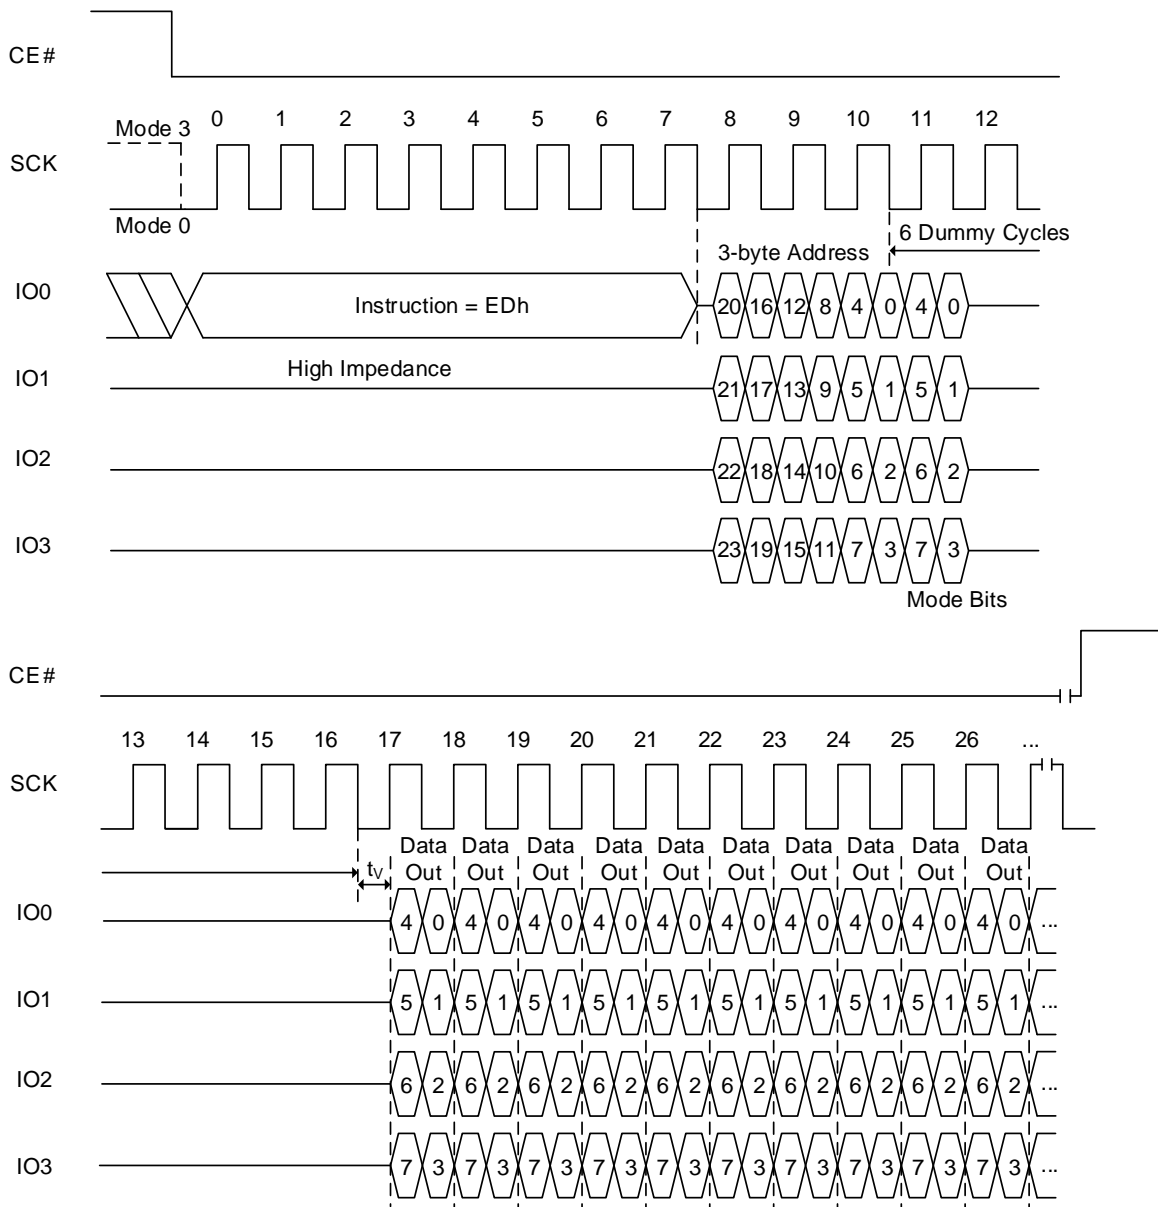 CE#
0 1 2 3 4 5 6 7 8 9 10 11 12
Mode 3
SCK
Mode 0
6 Dummy Cycles
3-byte Address
IO0 Instruction = EDh 20 16 12 8 4 0 4 0
High Impedance
IO1 21 17 13 9 5 1 5 1
IO2 22 18 14 10 6 2 6 2
IO3 23 19 15 11 7 3 7 3
Mode Bits
CE#
13 14 15 16 17 18 19 20 21 22 23 24 25 26 ...
SCK
Data Data Data Data Data Data Data Data Data Data
tV Out Out Out Out Out Out Out Out Out Out
IO0 4 0 4 0 4 0 4 0 4 0 4 0 4 0 4 0 4 0 4 0 ...
IO1 5 1 5 1 5 1 5 1 5 1 5 1 5 1 5 1 5 1 5 1 ...
IO2 6 2 6 2 6 2 6 2 6 2 6 2 6 2 6 2 6 2 6 2 ...
IO3 7 3 7 3 7 3 7 3 7 3 7 3 7 3 7 3 7 3 7 3 ...